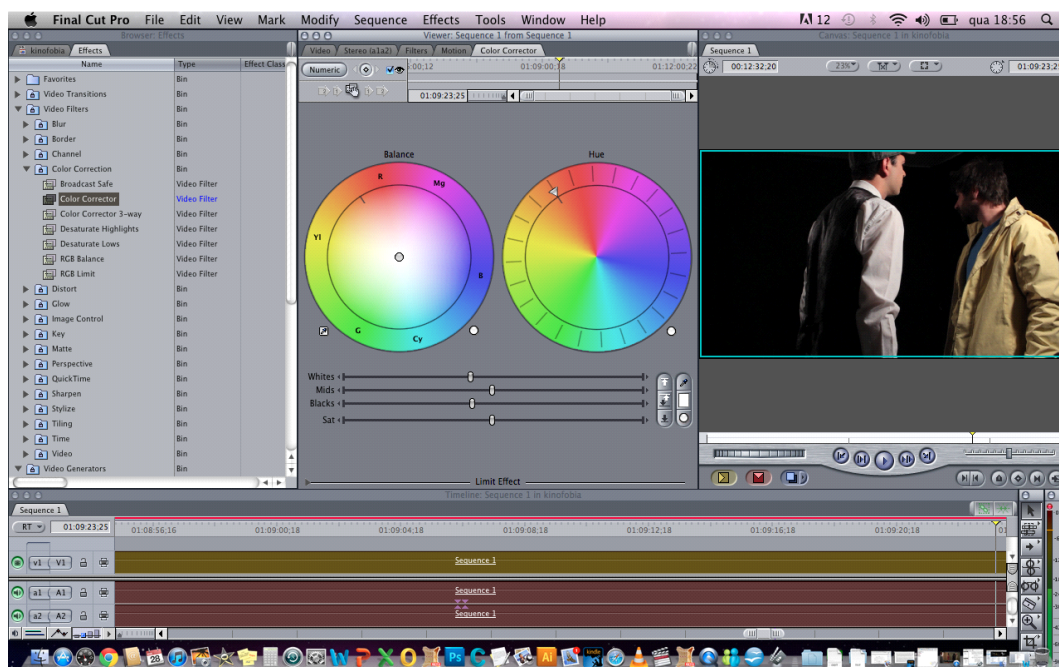 Final Cut Pro File Edit View Mark Modify Sequence Effects Tools Window Help 12 qua 18:56
Browser: Effects
kinofobia Effects
Name Type Effect Class
Favorites Bin
Video Transitions Bin
Video Filters Bin
Blur Bin
Border Bin
Channel Bin
Color Correction Bin
Broadcast Safe Video Filter
Color Corrector Video Filter
Color Corrector 3-way Video Filter
Desaturate Highlights Video Filter
Desaturate Lows Video Filter
RGB Balance Video Filter
RGB Limit Video Filter
Distort Bin
Glow Bin
Image Control Bin
Key Bin
Matte Bin
Perspective Bin
QuickTime Bin
Sharpen Bin
Stylize Bin
Tiling Bin
Time Bin
Video Bin
Video Generators Bin
Viewer: Sequence 1 from Sequence 1
Video Stereo (a1a2) Filters Motion Color Corrector
Numeric 5:00;12 01:09:00;18 01:12:00;22
01:09:23;25
Balance Hue
R Mg
Yl B
G Cy
Whites
Mids
Blacks
Sat
Limit Effect
Canvas: Sequence 1 in kinofobia
Sequence 1
00:12:32;20 23% 01:09:23;25
Timeline: Sequence 1 in kinofobia
Sequence 1
RT 01:09:23;25 01:08:56;16 01:09:00;18 01:09:04;18 01:09:08;18 01:09:12;18 01:09:16;18 01:09:20;18 01
v1 V1 Sequence 1
a1 A1 Sequence 1
a2 A2 Sequence 1
28 W P X O Ps C Ai kindle